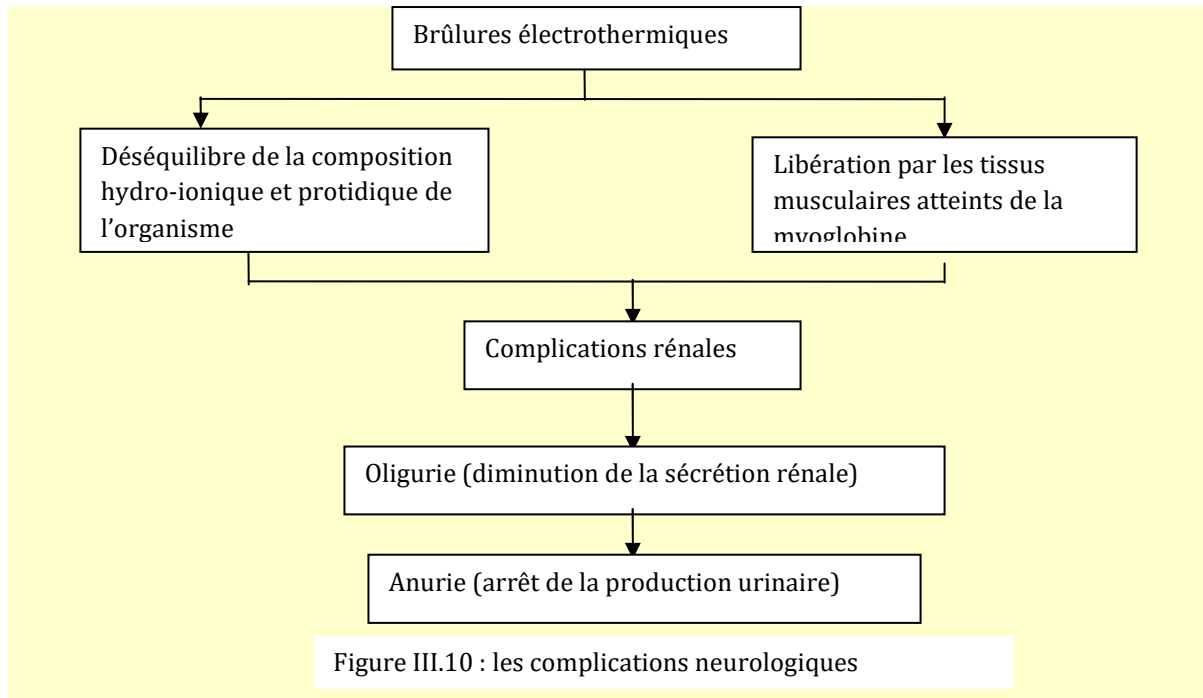 Brûlures électrothermiques
Déséquilibre de la composition
hydro-ionique et protidique de
l’organisme
Libération par les tissus
musculaires atteints de la
myoglobine
Complications rénales
Oligurie (diminution de la sécrétion rénale)
Anurie (arrêt de la production urinaire)
Figure III.10 : les complications neurologiques